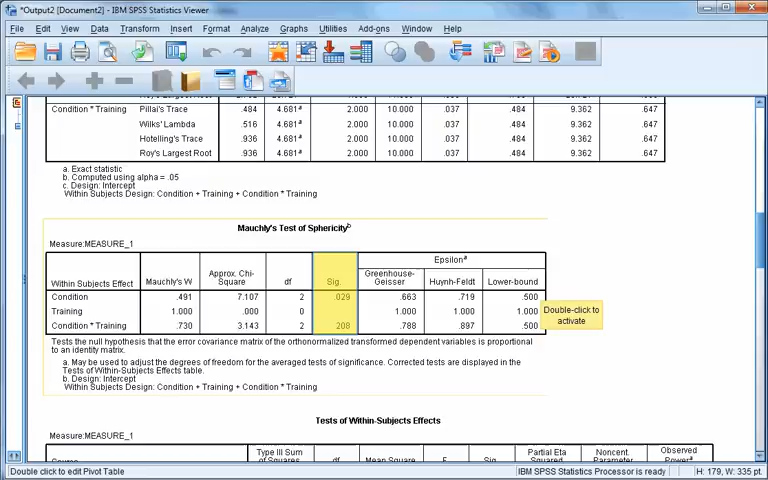 *Output2 [Document2] - IBM SPSS Statistics Viewer
File Edit View Data Transform Insert Format Analyze Graphs Utilities Add-ons Window Help
Condition * Training Pillai's Trace .484 4.681a 2.000 10.000 .037 .484 9.362 .647
Wilks' Lambda .516 4.681a 2.000 10.000 .037 .484 9.362 .647
Hotelling's Trace .936 4.681a 2.000 10.000 .037 .484 9.362 .647
Roy's Largest Root .936 4.681a 2.000 10.000 .037 .484 9.362 .647
a. Exact statistic
b. Computed using alpha = .05
c. Design: Intercept
Within Subjects Design: Condition + Training + Condition * Training
Mauchly's Test of Sphericityb
Measure:MEASURE_1
Epsilona
Within Subjects Effect Mauchly's W Approx. Chi-Square df Sig. Greenhouse-Geisser Huynh-Feldt Lower-bound
Condition .491 7.107 2 .029 .663 .719 .500
Training 1.000 .000 0 . 1.000 1.000 1.000
Condition * Training .730 3.143 2 .208 .788 .897 .500
Double-click to
activate
Tests the null hypothesis that the error covariance matrix of the orthonormalized transformed dependent variables is proportional
to an identity matrix.
a. May be used to adjust the degrees of freedom for the averaged tests of significance. Corrected tests are displayed in the
Tests of Within-Subjects Effects table.
b. Design: Intercept
Within Subjects Design: Condition + Training + Condition * Training
Tests of Within-Subjects Effects
Measure:MEASURE_1
Type III Sum Partial Eta Noncent. Observed
of Squares df Mean Square F Sig. Squared Parameter Powera
Double click to edit Pivot Table IBM SPSS Statistics Processor is ready H: 179, W: 335 pt.